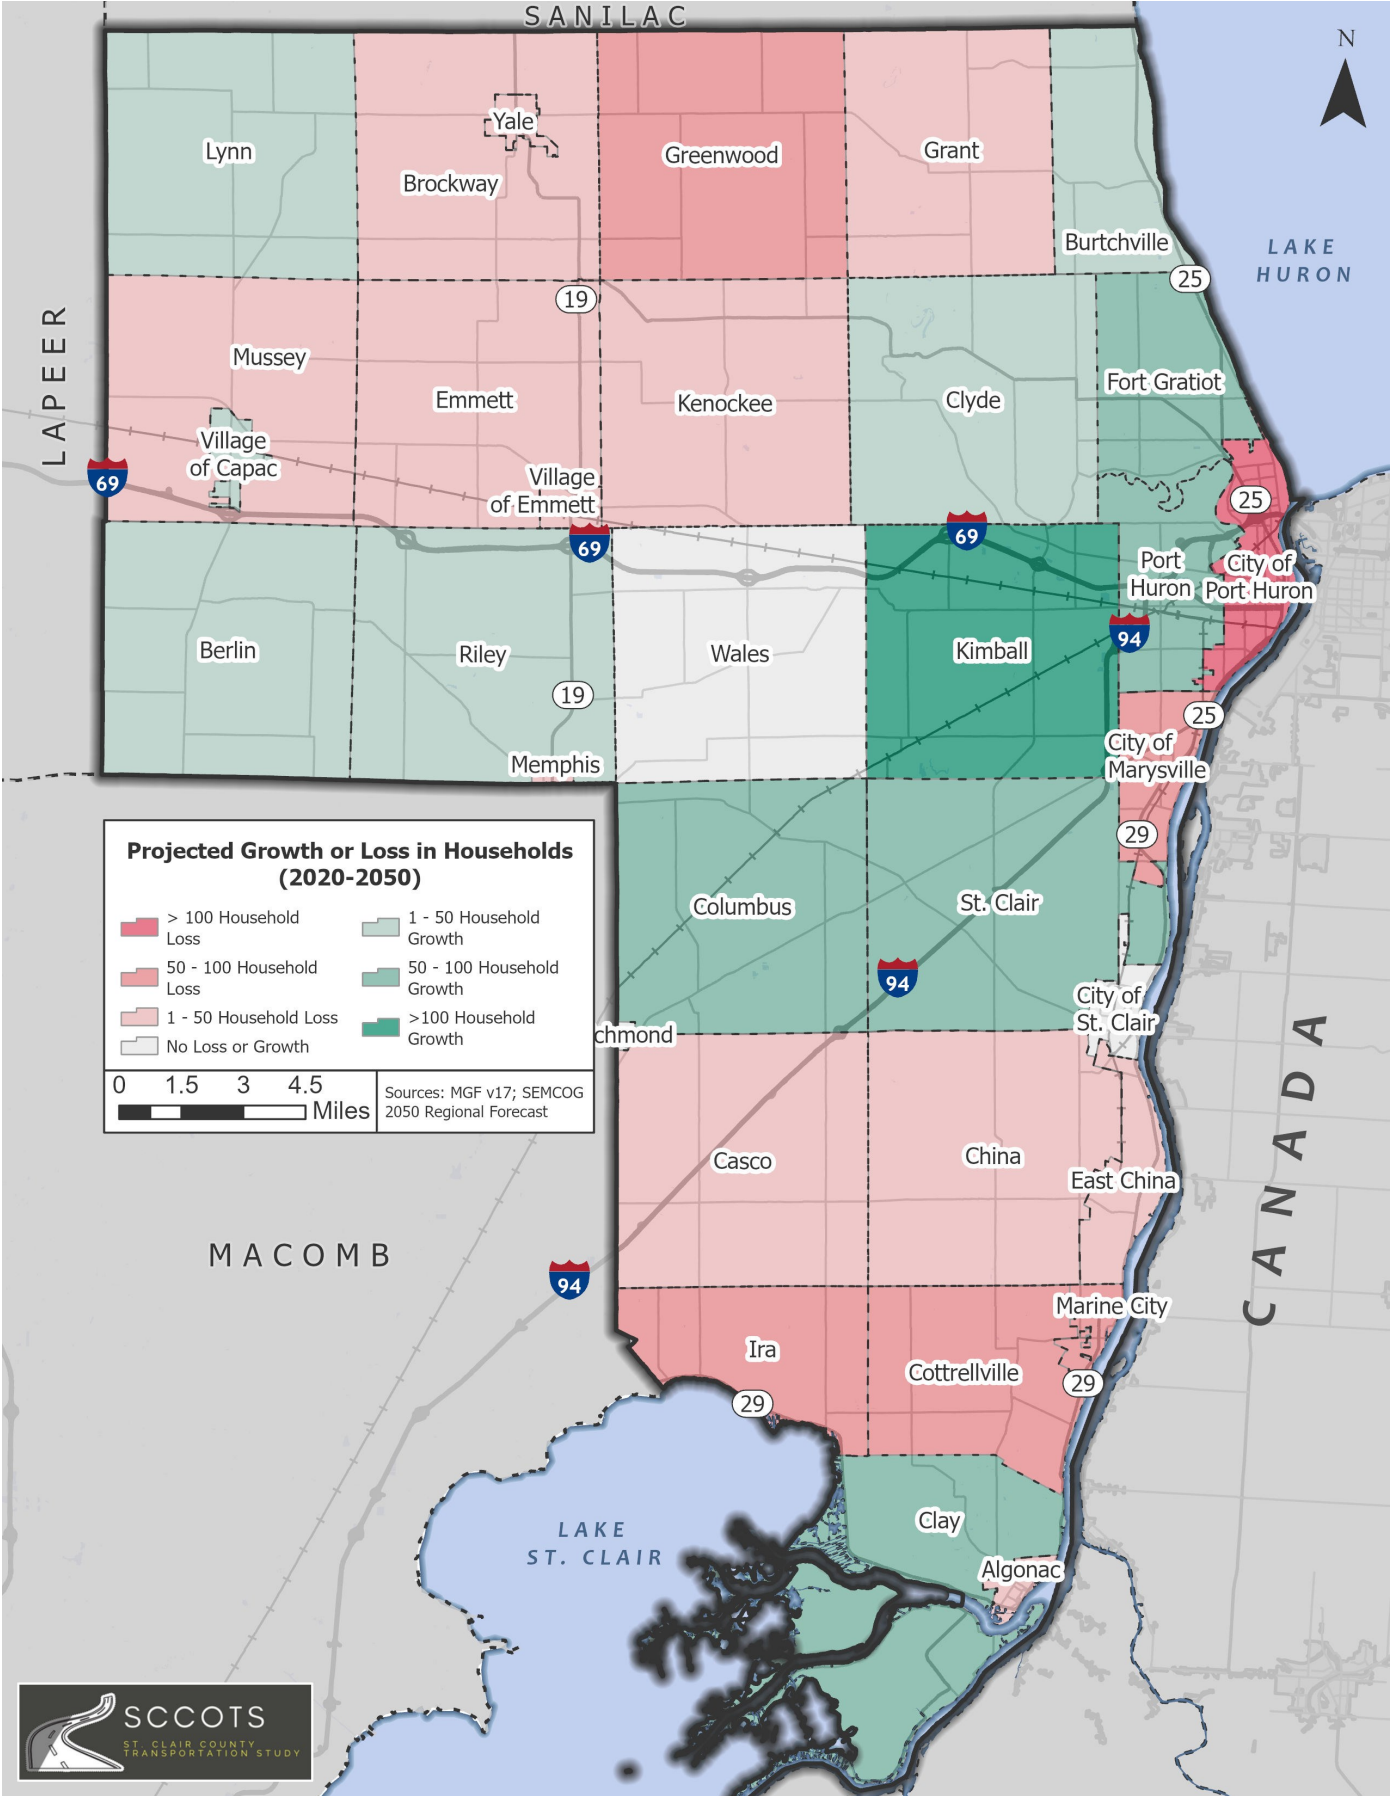 SANILAC
N
Yale
Lynn
Greenwood
Grant
Brockway
Burtchville
LAKE
HURON
25
19
LAPEER
Mussey
Emmett
Kenockee
Clyde
Fort Gratiot
Village
of Capac
Village
of Emmett
69
25
69
69
Port
Huron
City of
Port Huron
94
Berlin
Riley
Wales
Kimball
19
25
Memphis
City of
Marysville
29
Projected Growth or Loss in Households
(2020-2050)
> 100 Household
Loss
50 - 100 Household
Loss
1 - 50 Household Loss
No Loss or Growth
1 - 50 Household
Growth
50 - 100 Household
Growth
>100 Household
Growth
0 1.5 3 4.5
Miles
Sources: MGF v17; SEMCOG
2050 Regional Forecast
Columbus
St. Clair
94
City of
St. Clair
chmond
CANADA
Casco
China
East China
MACOMB
94
Marine City
Ira
Cottrellville
29
29
LAKE
ST. CLAIR
Clay
Algonac
SCCOTS
ST. CLAIR COUNTY
TRANSPORTATION STUDY